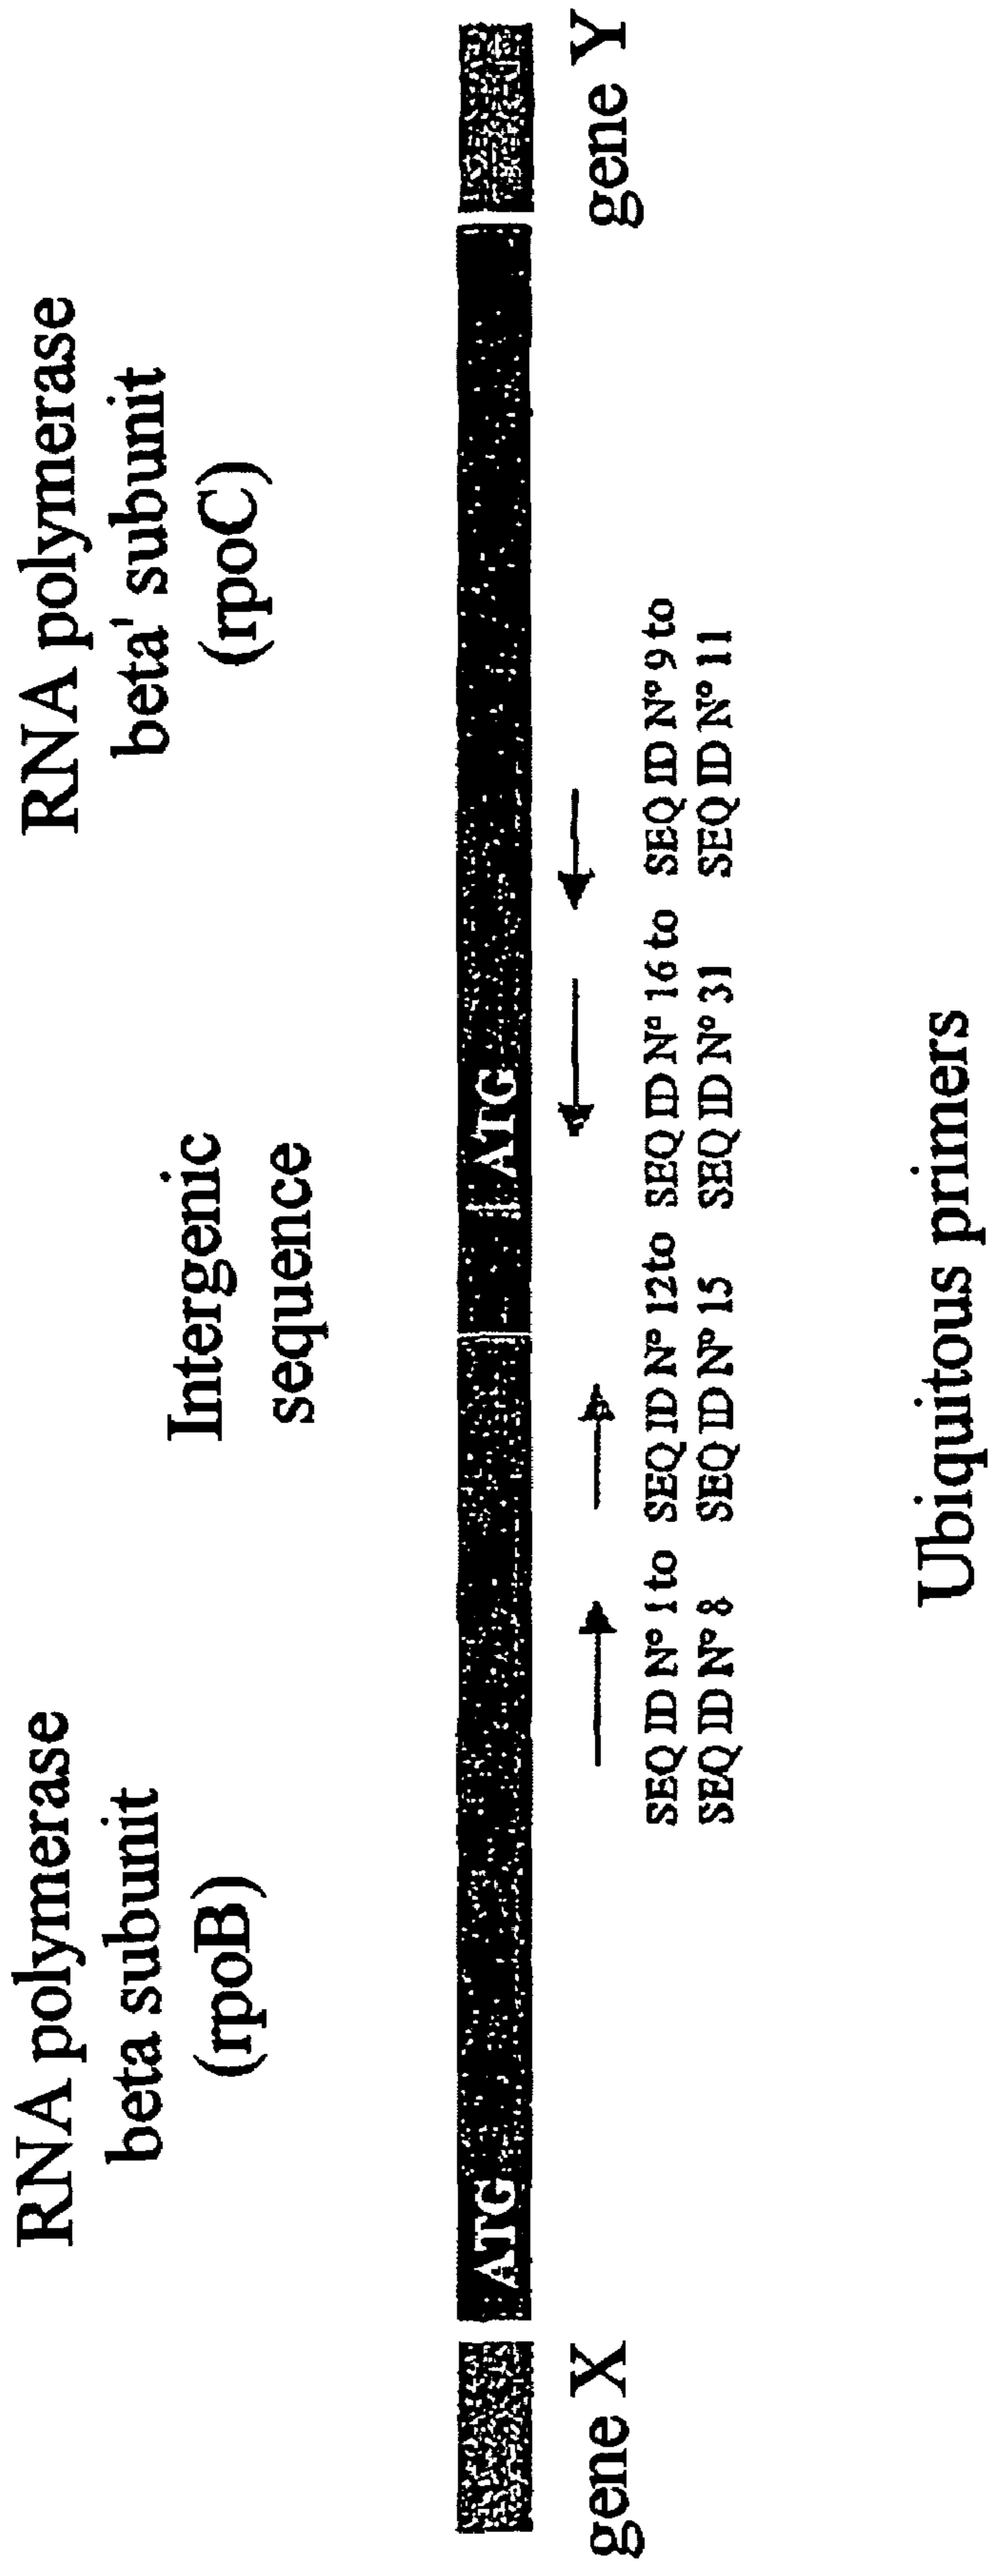 RNA polymerase
beta subunit
(rpoB)
Intergenic
sequence
RNA polymerase
beta' subunit
(rpoC)
ATG
ATG
gene X
gene Y
SEQ ID N° 1 to
SEQ ID N° 8
SEQ ID N° 12 to
SEQ ID N° 15
SEQ ID N° 16 to
SEQ ID N° 31
SEQ ID N° 9 to
SEQ ID N° 11
Ubiquitous primers